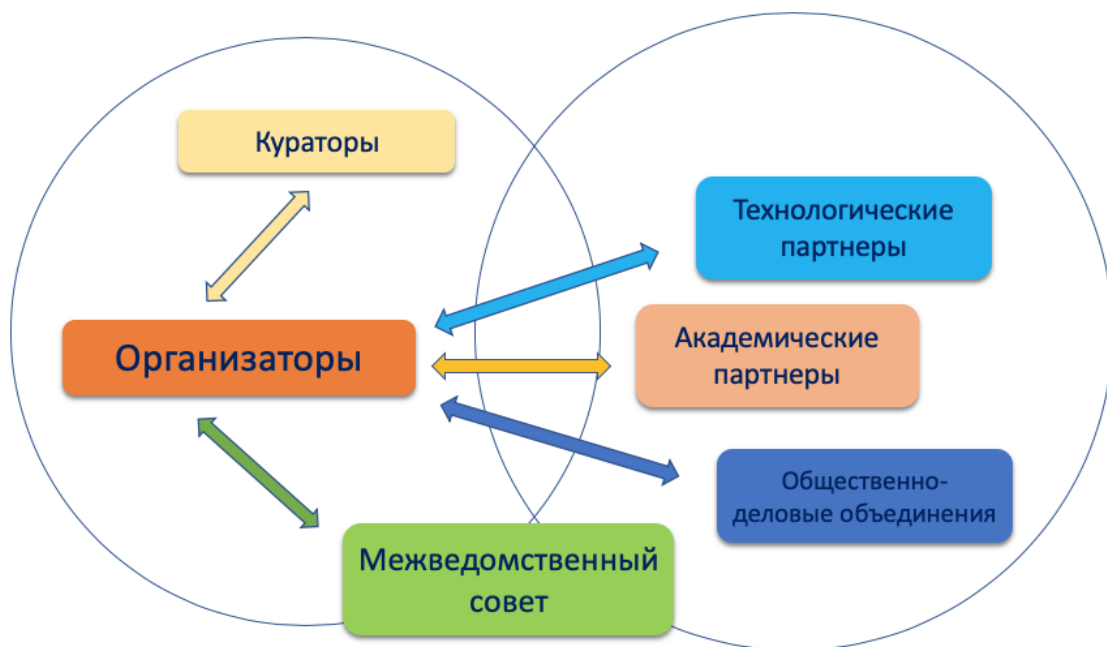 Кураторы
Технологические
партнеры
Организаторы
Академические
партнеры
Общественно-
деловые объединения
Межведомственный
совет